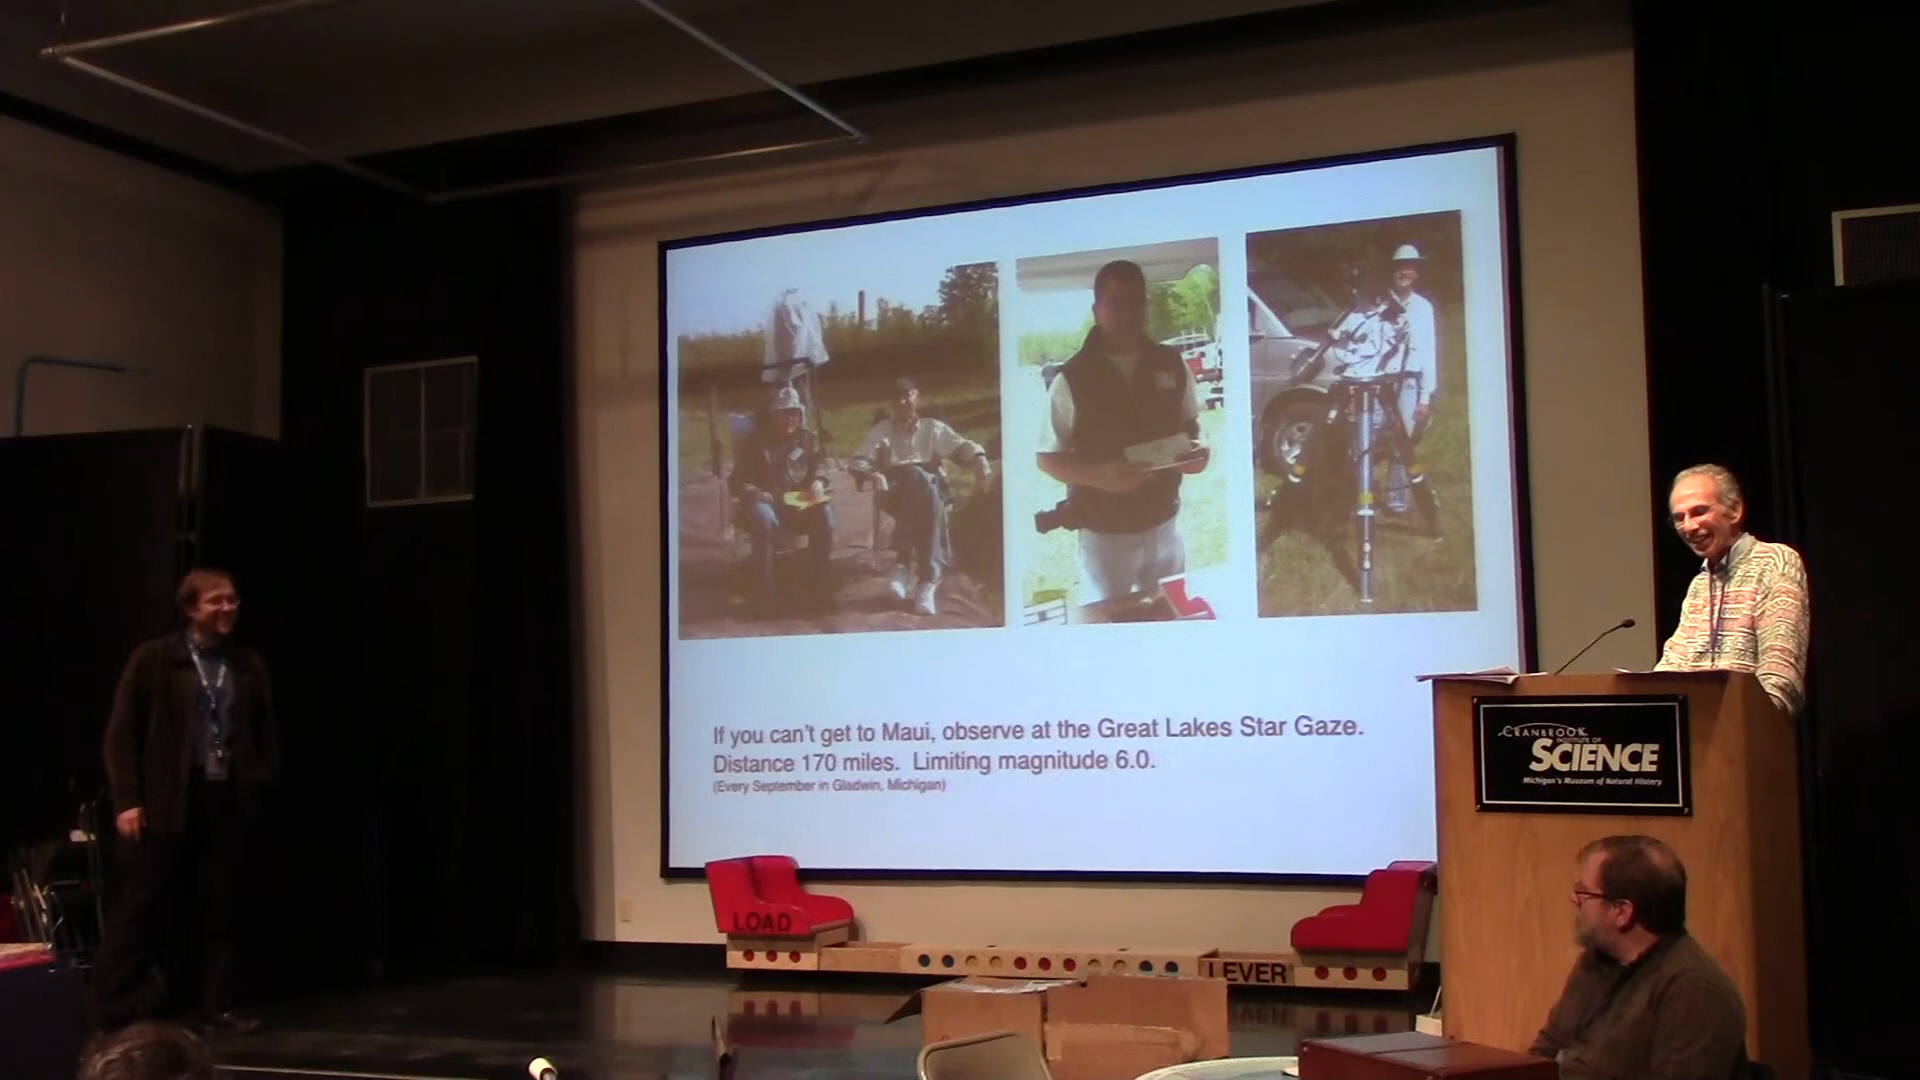 If you can't get to Maui, observe at the Great Lakes Star Gaze.
Distance 170 miles.  Limiting magnitude 6.0.
(Every September in Gladwin, Michigan)
CRANBROOK
INSTITUTE OF
SCIENCE
Michigan's Museum of Natural History
LOAD
LEVER